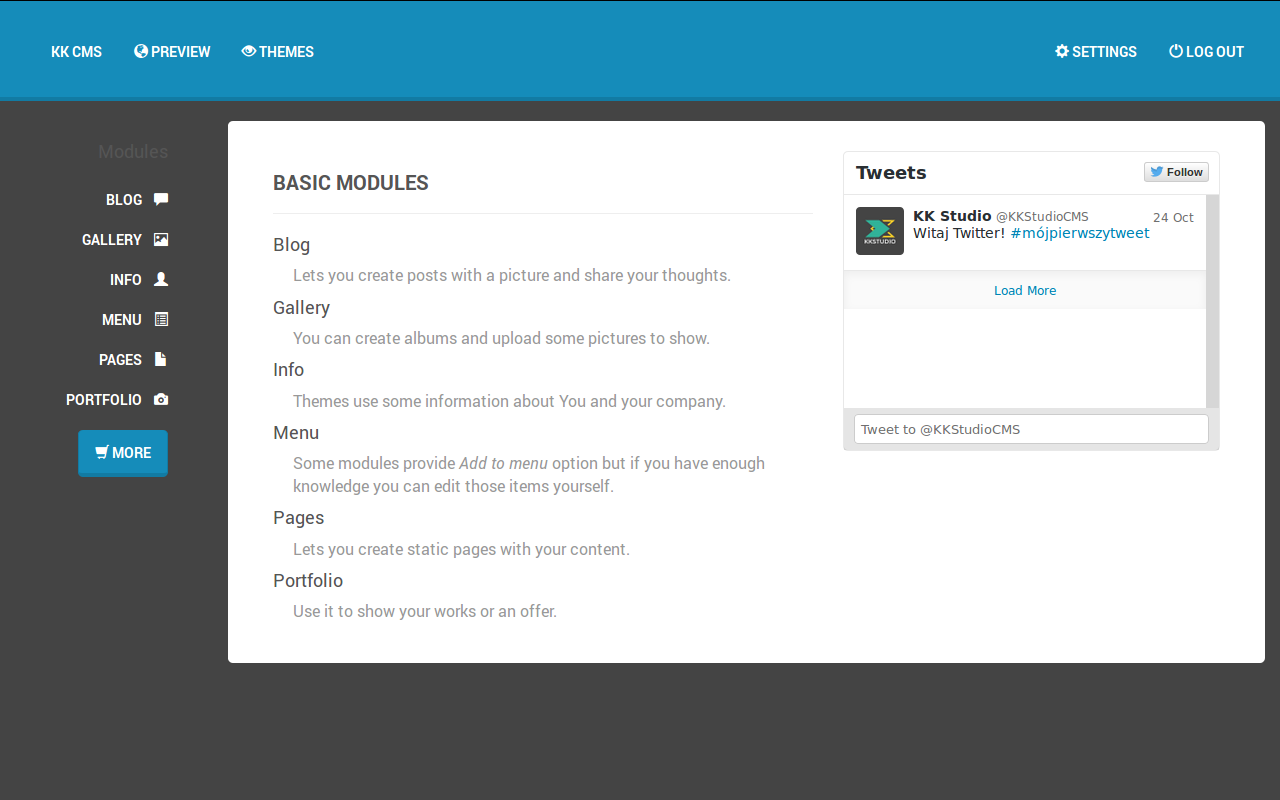 KK CMS PREVIEW THEMES SETTINGS LOG OUT
Modules
BLOG
GALLERY
INFO
MENU
PAGES
PORTFOLIO
MORE
BASIC MODULES
Blog
Lets you create posts with a picture and share your thoughts.
Gallery
You can create albums and upload some pictures to show.
Info
Themes use some information about You and your company.
Menu
Some modules provide Add to menu option but if you have enough
knowledge you can edit those items yourself.
Pages
Lets you create static pages with your content.
Portfolio
Use it to show your works or an offer.
Tweets Follow
KKSTUDIO
KK Studio @KKStudioCMS 24 Oct
Witaj Twitter! #mójpierwszytweet
Load More
Tweet to @KKStudioCMS